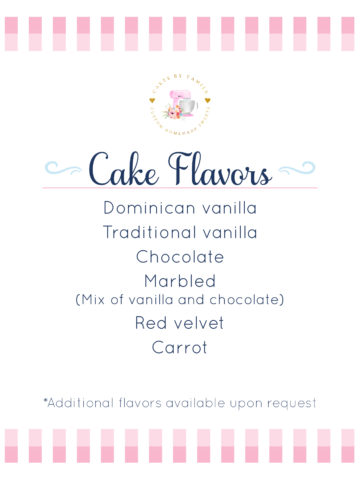 Cake Flavors
Dominican vanilla
Traditional vanilla
Chocolate
Marbled
(Mix of vanilla and chocolate)
Red velvet
Carrot
*Additional flavors available upon request